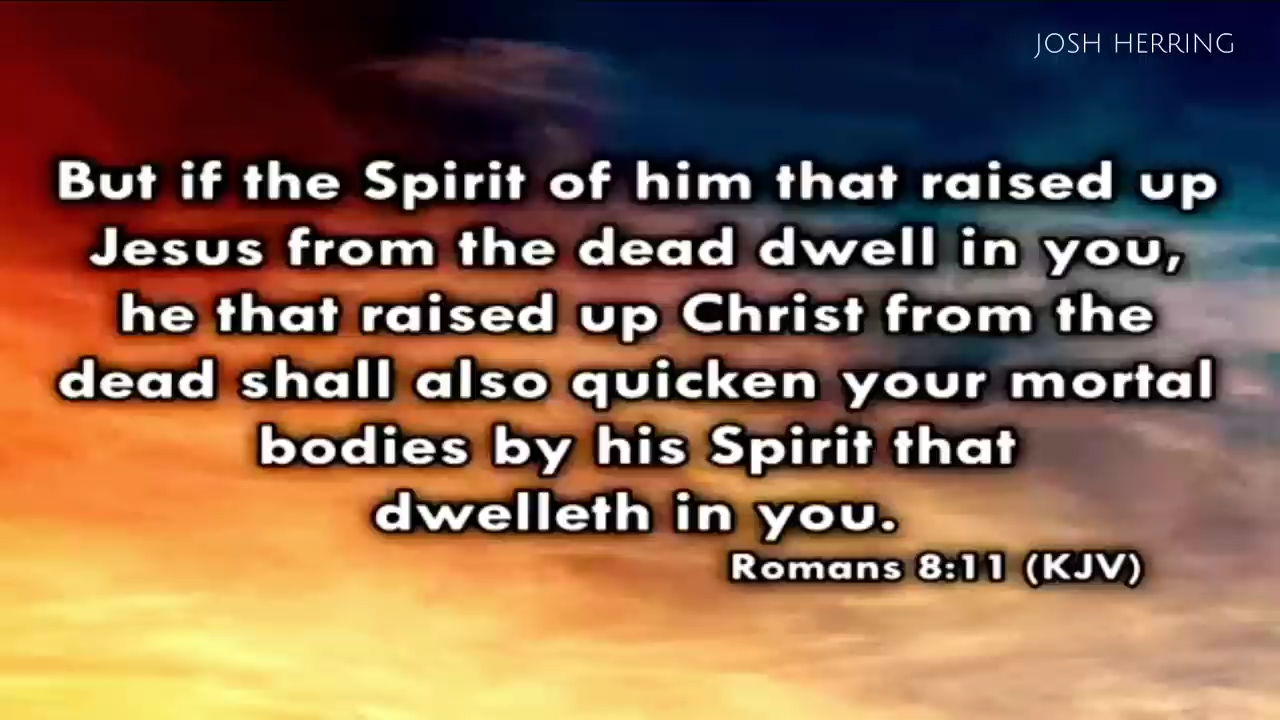 JOSH HERRING
But if the Spirit of him that raised up
Jesus from the dead dwell in you,
he that raised up Christ from the
dead shall also quicken your mortal
bodies by his Spirit that
dwelleth in you.
Romans 8:11 (KJV)